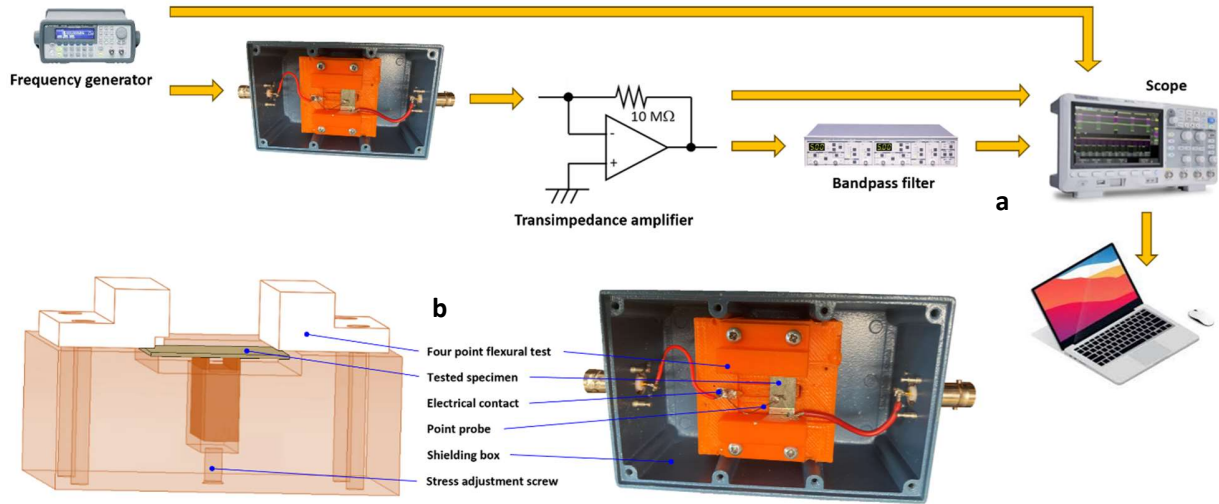 Frequency generator
Scope
10 MΩ
-
+
Bandpass filter
Transimpedance amplifier
a
b
Four point flexural test
Tested specimen
Electrical contact
Point probe
Shielding box
Stress adjustment screw